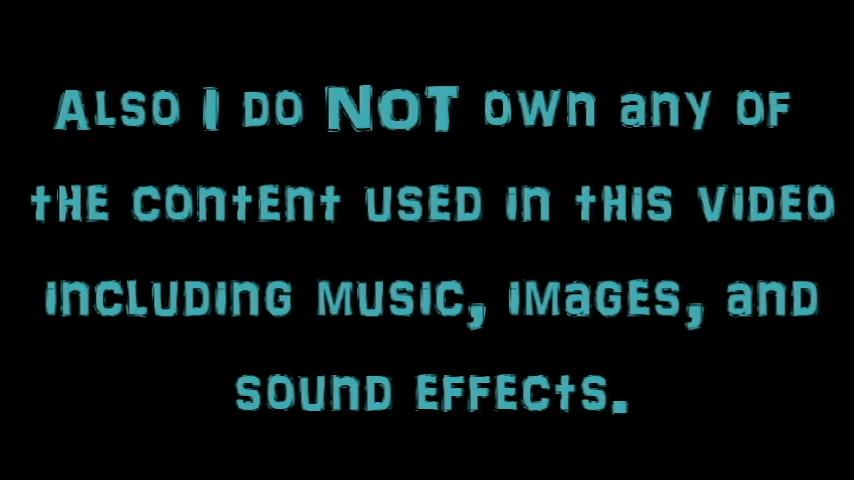 Also I do NOT own any of
the content used in this video
including music, images, and
sound effects.